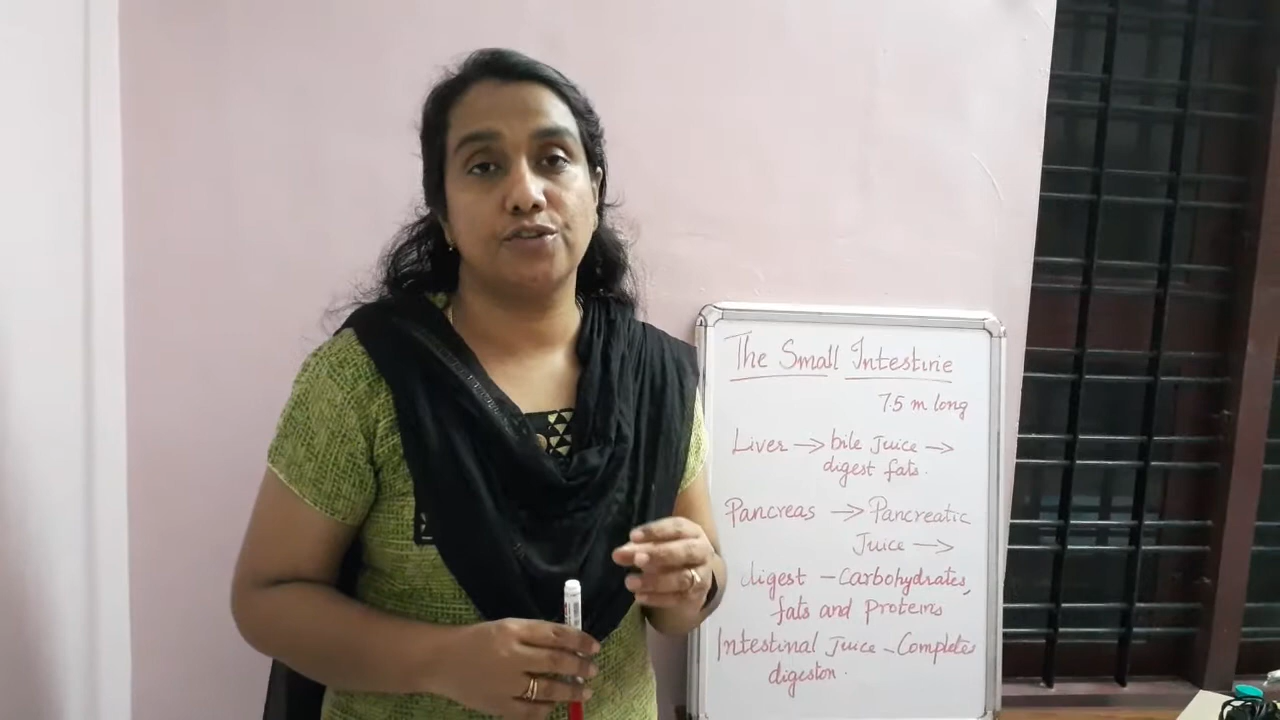 The Small Intestine
7.5 m long
Liver → bile Juice →
digest fats.
Pancreas → Pancreatic
Juice →
digest - Carbohydrates,
fats and proteins
Intestinal Juice - Completes
digeston.